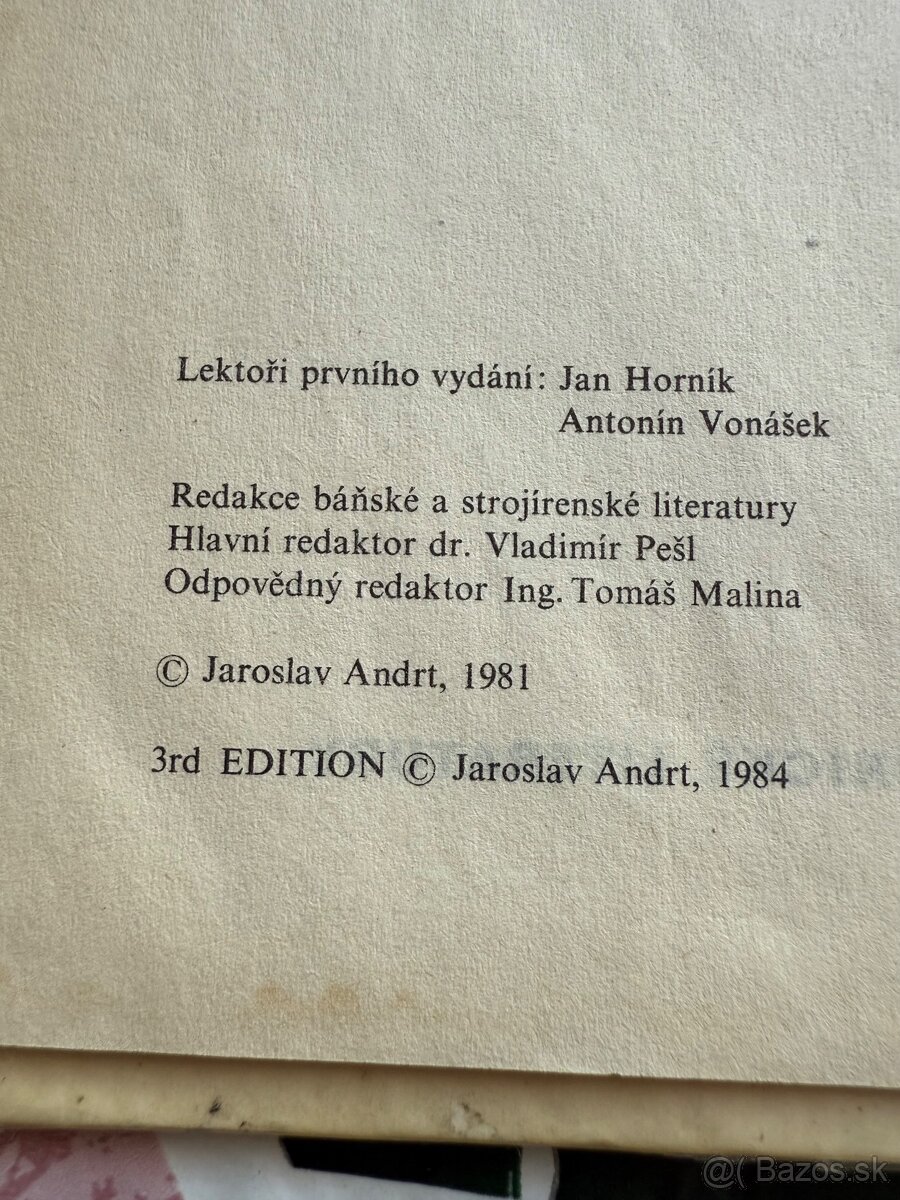 Lektoři prvního vydání: Jan Horník
Antonín Vonášek
Redakce báňské a strojírenské literatury
Hlavní redaktor dr. Vladimír Pešl
Odpovědný redaktor Ing. Tomáš Malina
© Jaroslav Andrt, 1981
3rd EDITION © Jaroslav Andrt, 1984
@( Bazos.sk